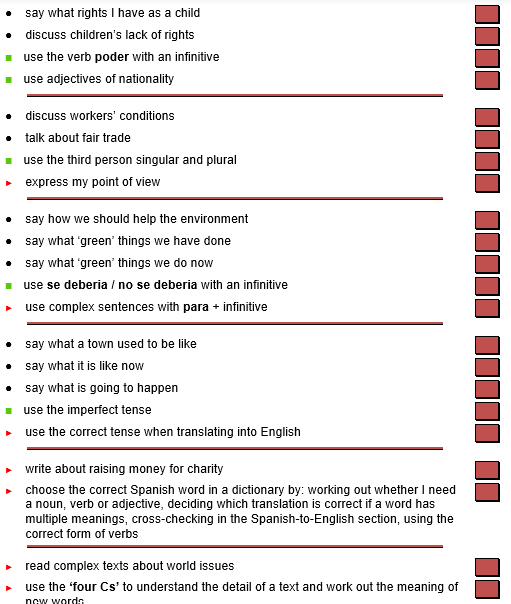 say what rights I have as a child
discuss children's lack of rights
use the verb poder with an infinitive
use adjectives of nationality
discuss workers' conditions
talk about fair trade
use the third person singular and plural
express my point of view
say how we should help the environment
say what 'green' things we have done
say what 'green' things we do now
use se deberia / no se deberia with an infinitive
use complex sentences with para + infinitive
say what a town used to be like
say what it is like now
say what is going to happen
use the imperfect tense
use the correct tense when translating into English
write about raising money for charity
choose the correct Spanish word in a dictionary by: working out whether I need
a noun, verb or adjective, deciding which translation is correct if a word has
multiple meanings, cross-checking in the Spanish-to-English section, using the
correct form of verbs
read complex texts about world issues
use the 'four Cs' to understand the detail of a text and work out the meaning of
new words